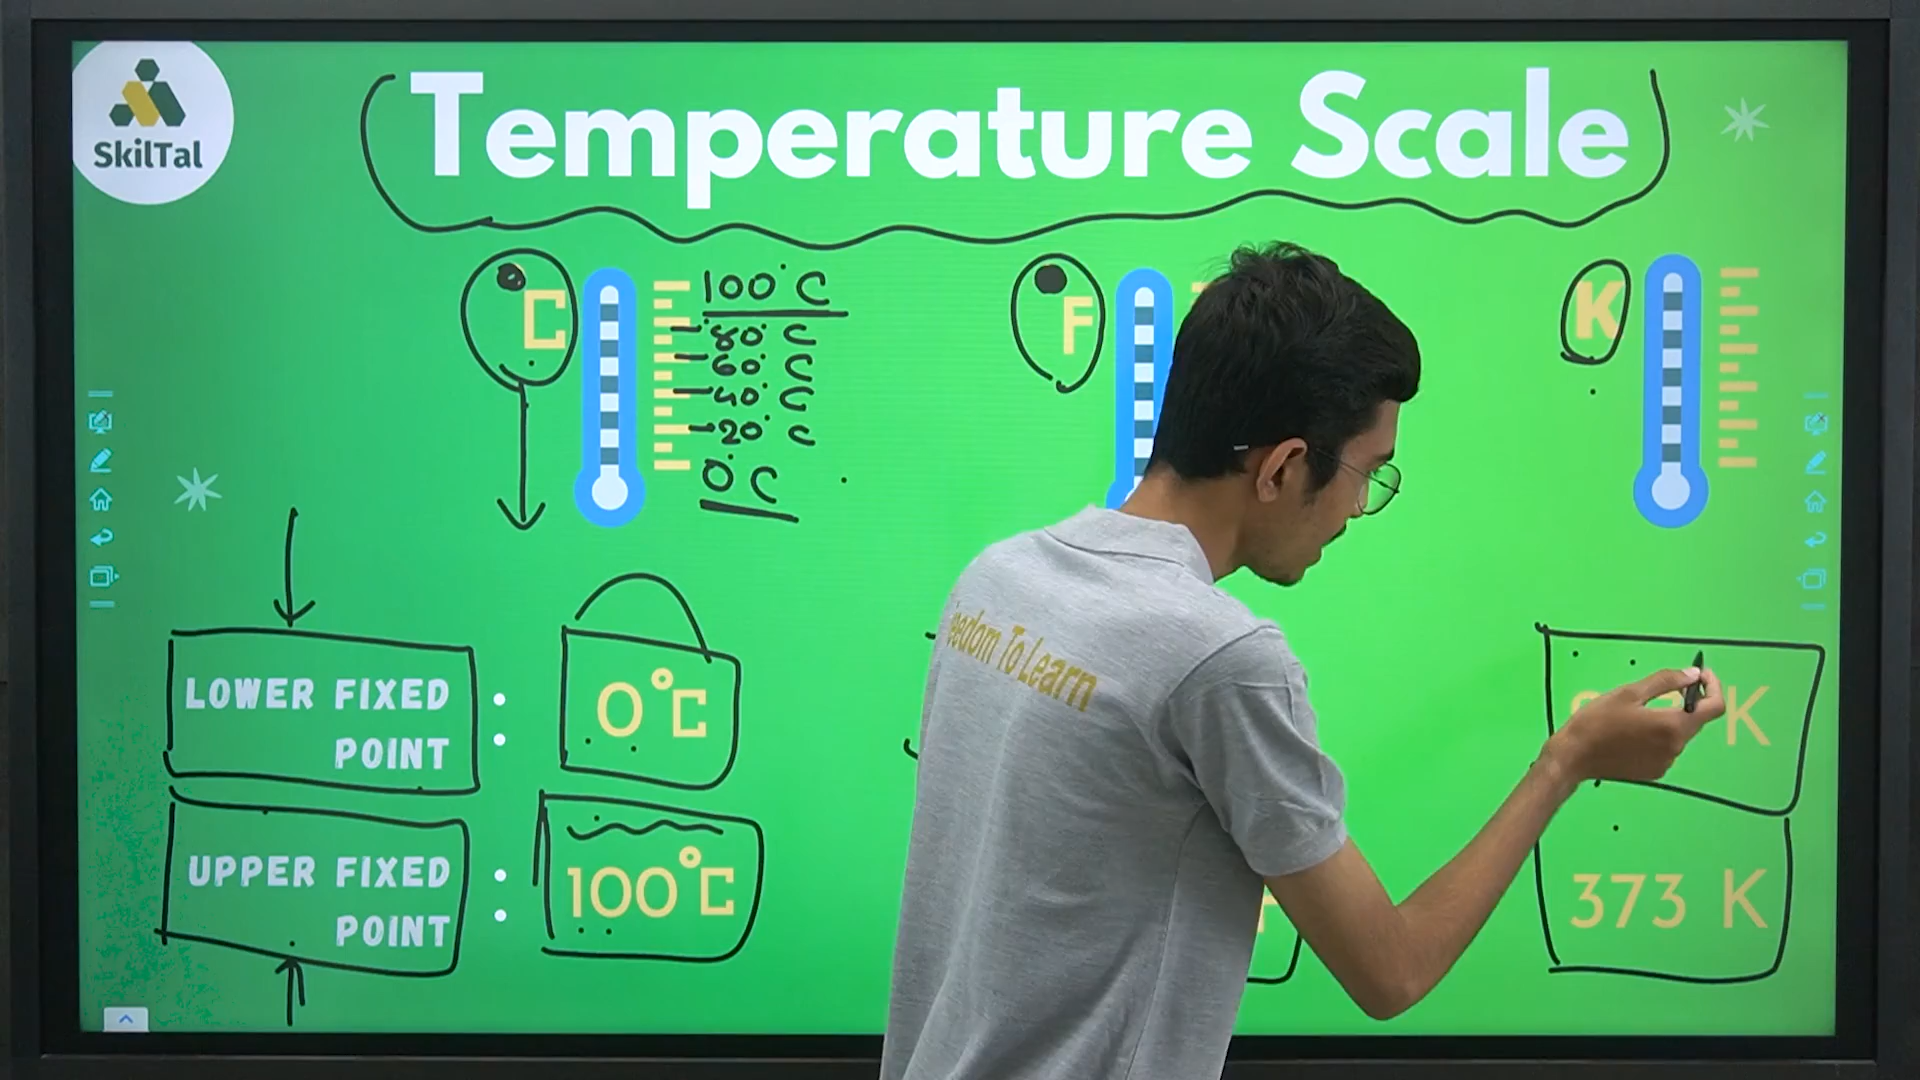 SkilTal
Temperature Scale
°C
100°C
80°C
60°C
40°C
20°C
0°C
F
K
To Learn
LOWER FIXED
POINT
:
0°C
K
UPPER FIXED
POINT
:
100°C
373 K